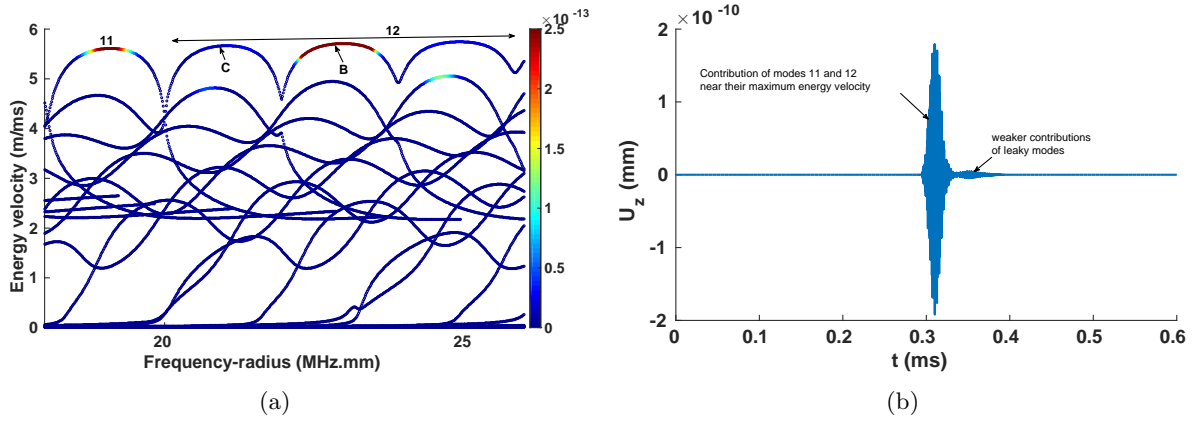 × 10 -13
6
5
4
3
2
1
0
Energy velocity (m/ms)
11
12
C
B
2.5
2
1.5
1
0.5
0
20
25
Frequency-radius (MHz.mm)
(a)
× 10 -10
2
1
0
-1
-2
U z (mm)
Contribution of modes 11 and 12
near their maximum energy velocity
weaker contributions
of leaky modes
0
0.1
0.2
0.3
0.4
0.5
0.6
t (ms)
(b)